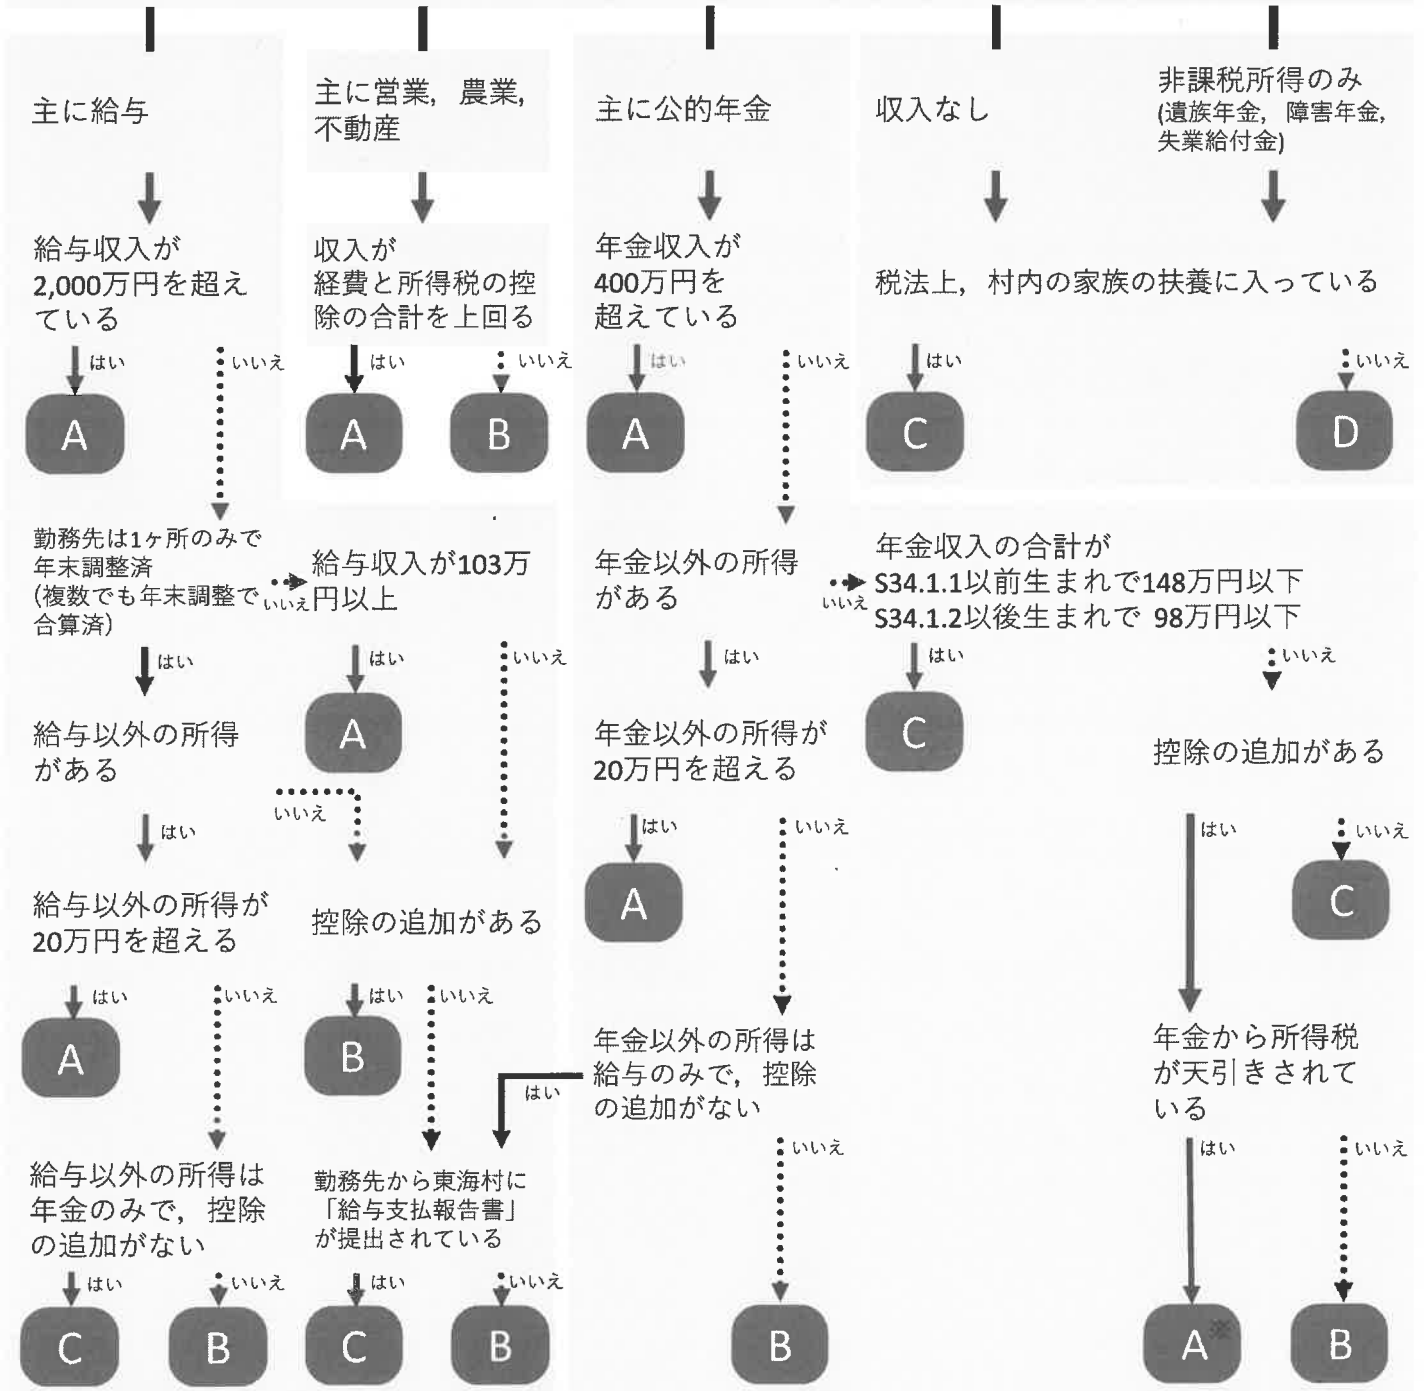 主に給与
主に営業，農業，
不動産
主に公的年金
収入なし
非課税所得のみ
(遺族年金，障害年金，
失業給付金)
給与収入が
2,000万円を超え
ている
収入が
経費と所得税の控
除の合計を上回る
年金収入が
400万円を
超えている
税法上，村内の家族の扶養に入っている
はい
いいえ
はい
いいえ
はい
いいえ
はい
いいえ
A
A
B
A
C
D
勤務先は1ヶ所のみで
年末調整済
(複数でも年末調整で
合算済)
いいえ
給与収入が103万
円以上
年金以外の所得
がある
いいえ
年金収入の合計が
S34.1.1以前生まれで148万円以下
S34.1.2以後生まれで 98万円以下
はい
はい
いいえ
はい
はい
いいえ
給与以外の所得
がある
A
年金以外の所得が
20万円を超える
C
控除の追加がある
いいえ
はい
はい
いいえ
はい
いいえ
給与以外の所得が
20万円を超える
控除の追加がある
A
C
はい
いいえ
はい
いいえ
A
B
年金以外の所得は
給与のみで，控除
の追加がない
はい
年金から所得税
が天引きされて
いる
いいえ
はい
いいえ
給与以外の所得は
年金のみで，控除
の追加がない
勤務先から東海村に
「給与支払報告書」
が提出されている
はい
いいえ
はい
いいえ
C
B
C
B
B
A※
B